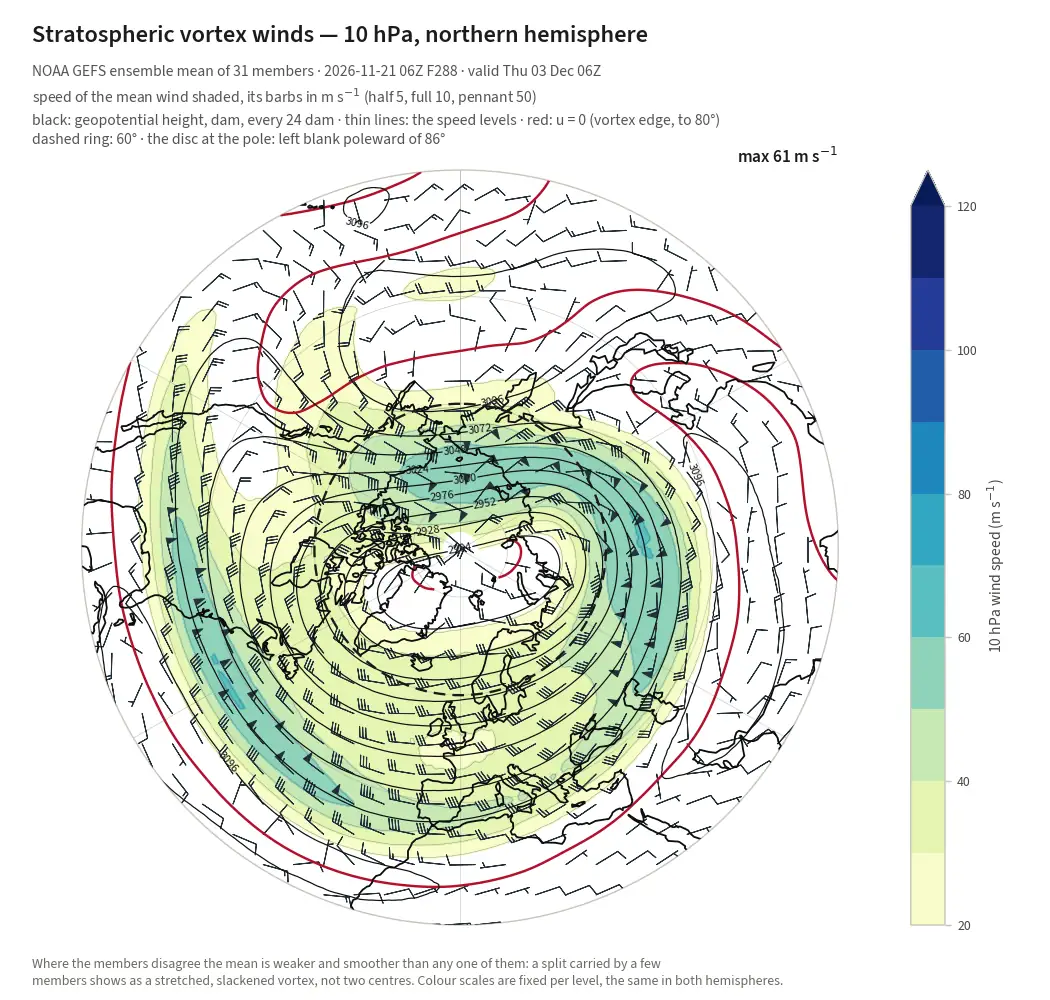 Stratospheric vortex winds — 10 hPa, northern hemisphere
NOAA GEFS ensemble mean of 31 members · 2026-11-21 06Z F288 · valid Thu 03 Dec 06Z
speed of the mean wind shaded, its barbs in m s⁻¹ (half 5, full 10, pennant 50)
black: geopotential height, dam, every 24 dam · thin lines: the speed levels · red: u = 0 (vortex edge, to 80°)
dashed ring: 60° · the disc at the pole: left blank poleward of 86°
max 61 m s⁻¹
3096
3072
3024
3000
2976
2952
2928
3096
3096
120
100
80
60
40
20
10 hPa wind speed (m s⁻¹)
Where the members disagree the mean is weaker and smoother than any one of them: a split carried by a few
members shows as a stretched, slackened vortex, not two centres. Colour scales are fixed per level, the same in both hemispheres.